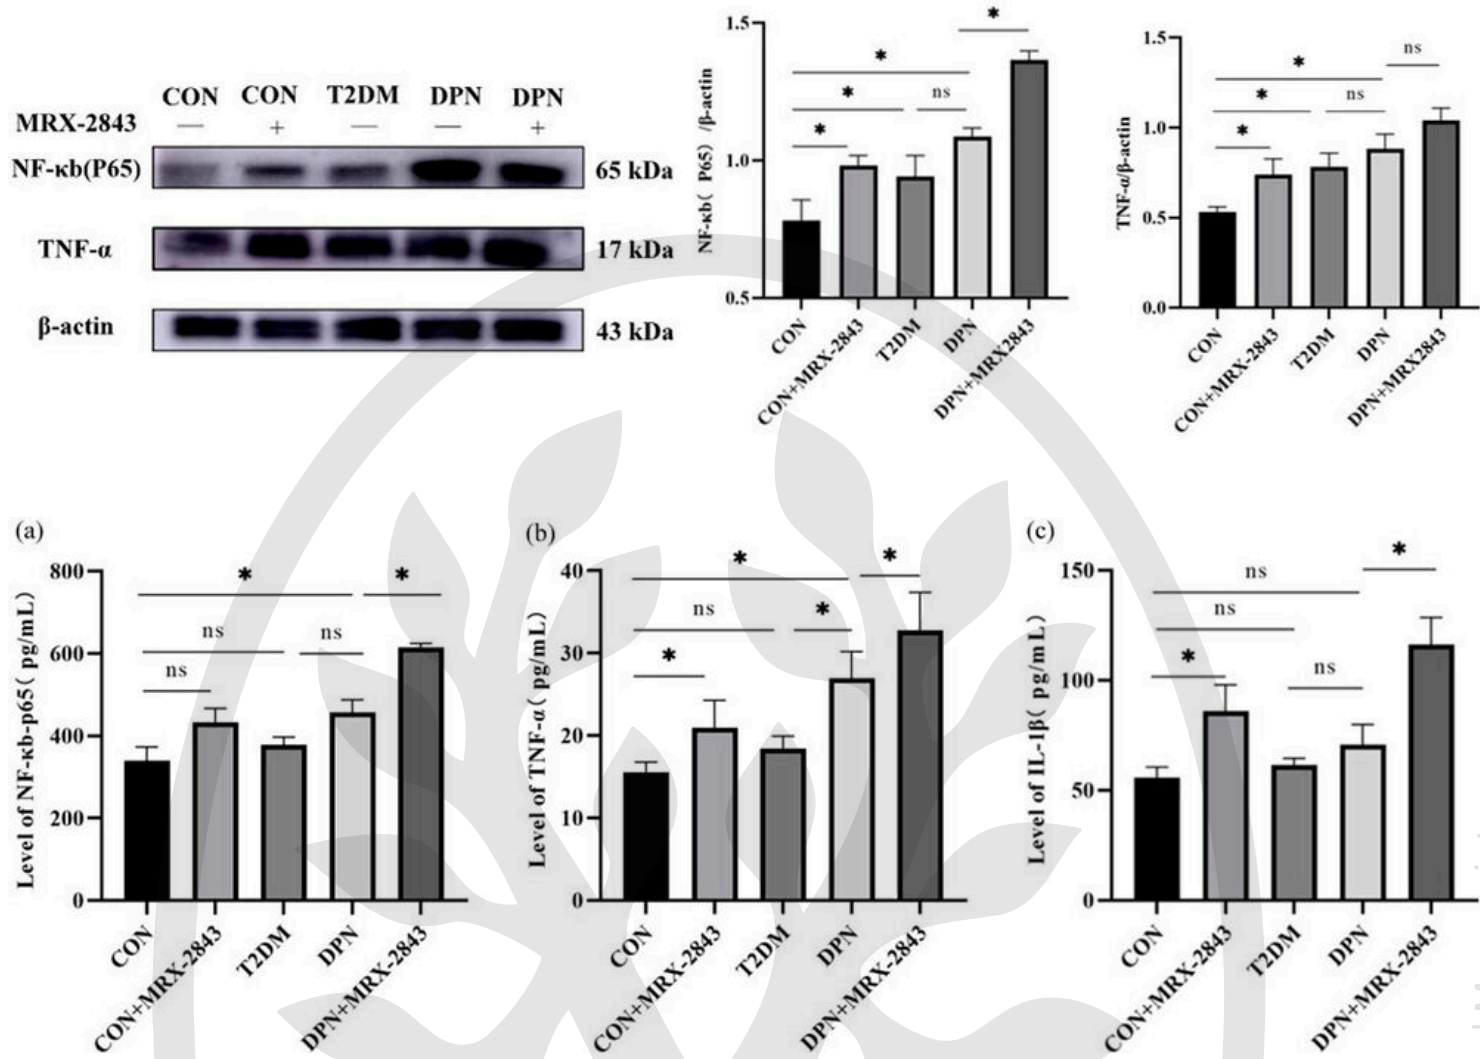 CON CON T2DM DPN DPN
MRX-2843 — + — — +
NF-κb(P65) 65 kDa
TNF-α 17 kDa
β-actin 43 kDa
NF-κb( P65) /β-actin
1.5
1.0
0.5
*
*
* ns
*
CON
CON+MRX-2843
T2DM
DPN
DPN+MRX2843
TNF-α/β-actin
1.5
1.0
0.5
0.0
ns
*
* ns
*
CON
CON+MRX-2843
T2DM
DPN
DPN+MRX2843
(a)
Level of NF-κb-p65( pg/mL)
800
600
400
200
0
* *
ns ns
ns
CON
CON+MRX-2843
T2DM
DPN
DPN+MRX-2843
(b)
Level of TNF-α( pg/mL)
40
30
20
10
0
* *
ns *
*
CON
CON+MRX-2843
T2DM
DPN
DPN+MRX-2843
(c)
Level of IL-1β( pg/mL)
150
100
50
0
*
ns
ns
* ns
CON
CON+MRX-2843
T2DM
DPN
DPN+MRX-2843